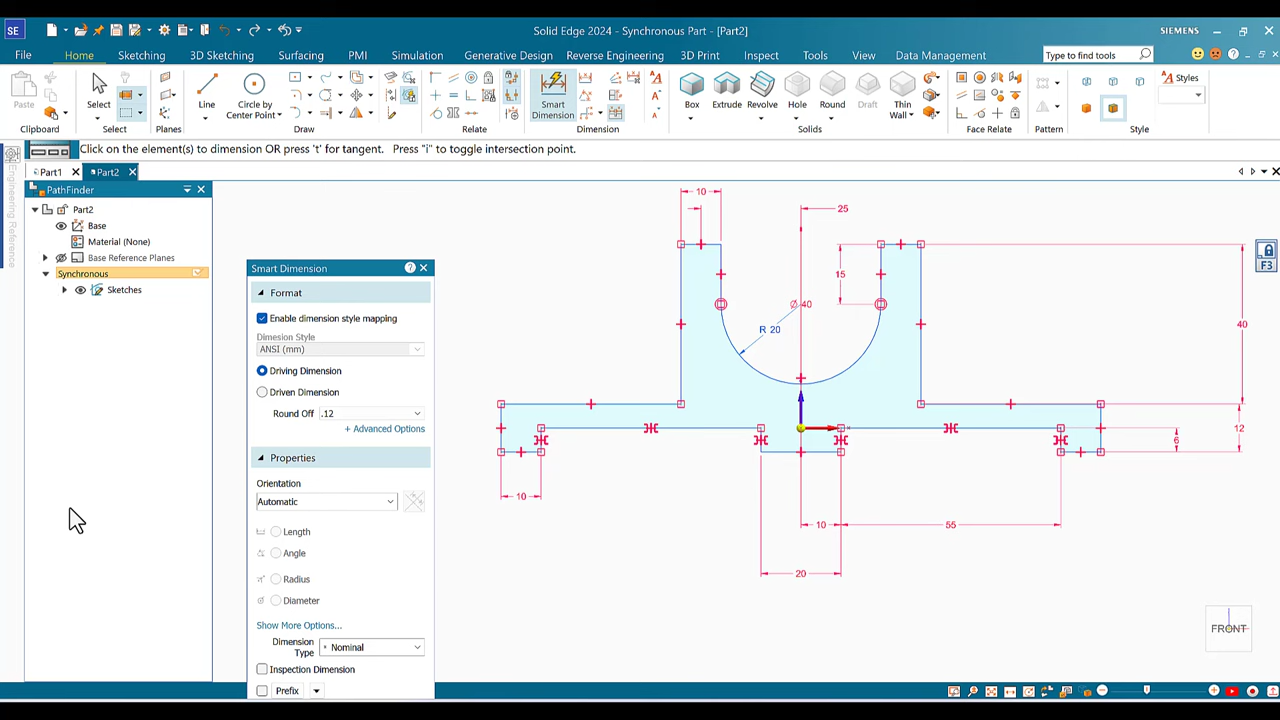 SE
Solid Edge 2024 - Synchronous Part - [Part2]
SIEMENS
File Home Sketching 3D Sketching Surfacing PMI Simulation Generative Design Reverse Engineering 3D Print Inspect Tools View Data Management
Type to find tools
Paste
Select
Line
Circle by Center Point
Smart Dimension
Box
Extrude
Revolve
Hole
Round
Draft
Thin Wall
Styles
Clipboard Select Planes Draw Relate Dimension Solids Face Relate Pattern Style
Click on the element(s) to dimension OR press 't' for tangent. Press "i" to toggle intersection point.
Part1
Part2
Engineering Reference
PathFinder
Part2
Base
Material (None)
Base Reference Planes
Synchronous
Sketches
Smart Dimension
Format
Enable dimension style mapping
Dimesion Style
ANSI (mm)
Driving Dimension
Driven Dimension
Round Off .12
+ Advanced Options
Properties
Orientation
Automatic
Length
Angle
Radius
Diameter
Show More Options...
Dimension Type
* Nominal
Inspection Dimension
Prefix
10
25
15
Ø 40
R 20
40
12
6
10
10
55
20
F3
FRONT